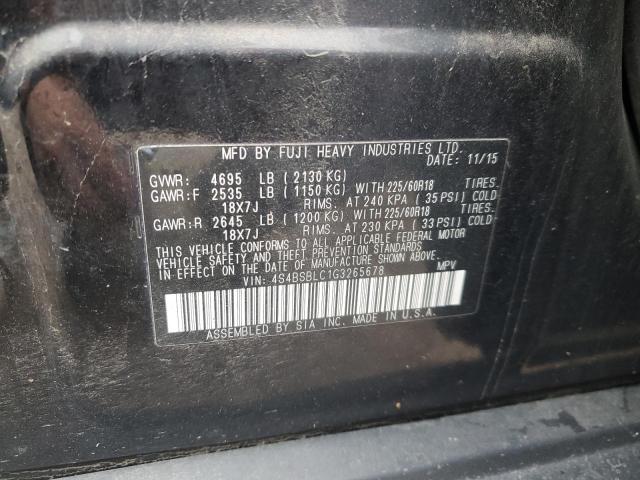 MFD BY FUJI HEAVY INDUSTRIES LTD.
DATE: 11/15
GVWR: 4695 LB ( 2130 KG)
GAWR:F 2535 LB ( 1150 KG) WITH 225/60R18 TIRES.
18X7J RIMS. AT 240 KPA ( 35 PSI) COLD
GAWR:R 2645 LB ( 1200 KG) WITH 225/60R18 TIRES.
18X7J RIMS. AT 230 KPA ( 33 PSI) COLD
THIS VEHICLE CONFORMS TO ALL APPLICABLE FEDERAL MOTOR
VEHICLE SAFETY AND THEFT PREVENTION STANDARDS
IN EFFECT ON THE DATE OF MANUFACTURE SHOWN ABOVE.
VIN: 4S4BSBLC1G3265678 MPV
ASSEMBLED BY SIA INC. MADE IN U.S.A.